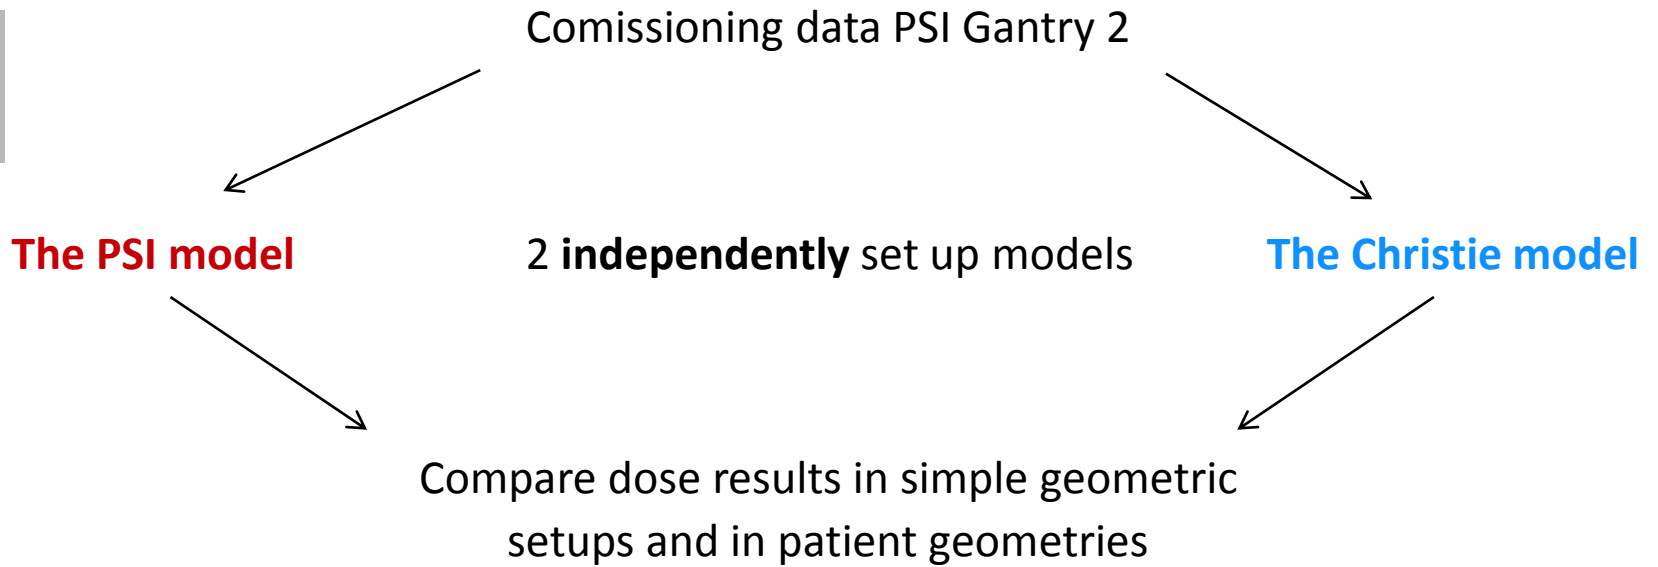 Comissioning data PSI Gantry 2
The PSI model
2 independently set up models
The Christie model
Compare dose results in simple geometric
setups and in patient geometries